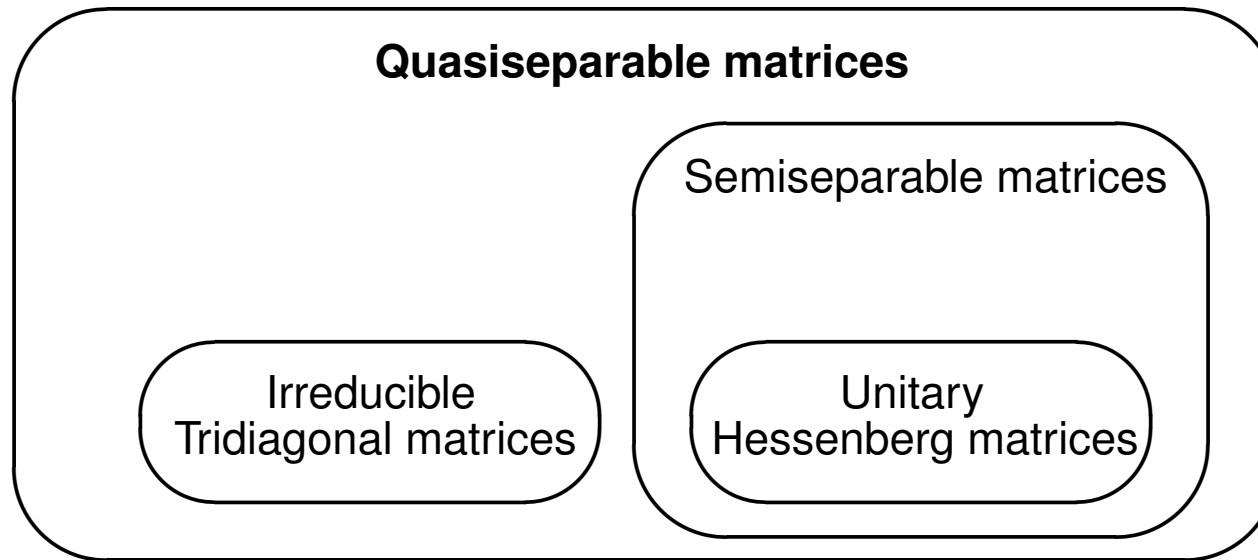 Quasiseparable matrices
Semiseparable matrices
Irreducible
Tridiagonal matrices
Unitary
Hessenberg matrices